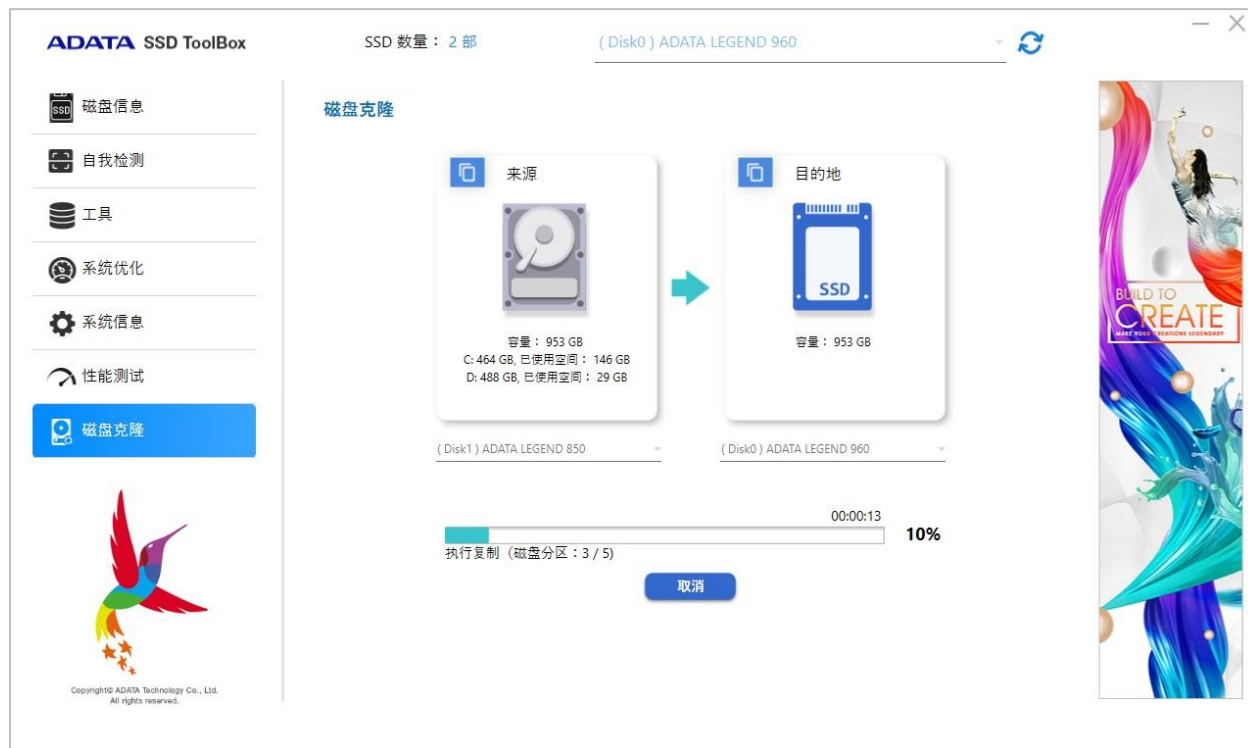 ADATA SSD ToolBox
SSD 数量： 2 部
( Disk0 ) ADATA LEGEND 960
SSD
磁盘信息
自我检测
工具
系统优化
系统信息
性能测试
磁盘克隆
Copyright© ADATA Technology Co., Ltd.
All rights reserved.
磁盘克隆
来源
容量： 953 GB
C: 464 GB, 已使用空间： 146 GB
D: 488 GB, 已使用空间： 29 GB
( Disk1 ) ADATA LEGEND 850
目的地
SSD
容量： 953 GB
( Disk0 ) ADATA LEGEND 960
00:00:13
10%
执行复制（磁盘分区：3 / 5)
取消
BUILD TO
CREATE
MAKE YOUR CREATIONS LEGENDARY